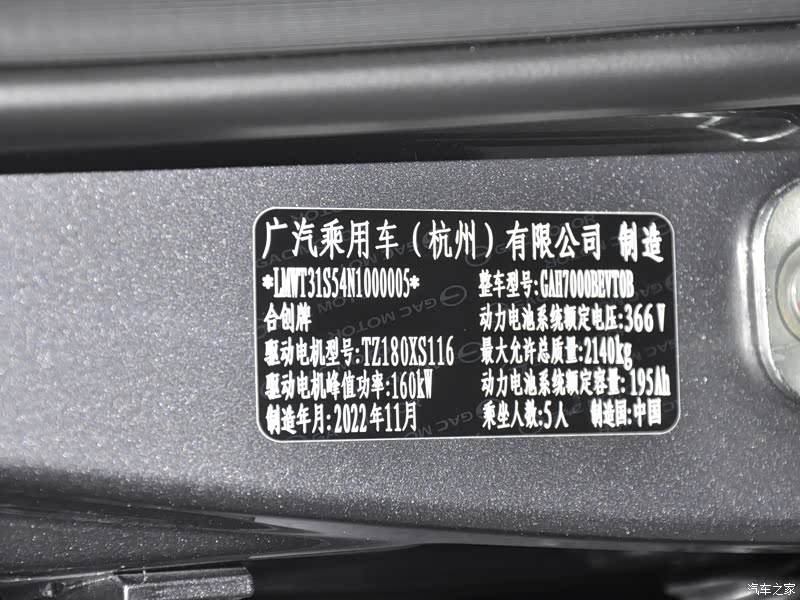 广汽乘用车（杭州）有限公司 制造
*LMWT31S54N1000005* 整车型号:GAH7000BEVT0B
合创牌 动力电池系统额定电压:366V
驱动电机型号:TZ180XS116 最大允许总质量:2140kg
驱动电机峰值功率:160kW 动力电池系统额定容量:195Ah
制造年月:2022年11月 乘坐人数:5人 制造国:中国
GAC MOTOR
汽车之家